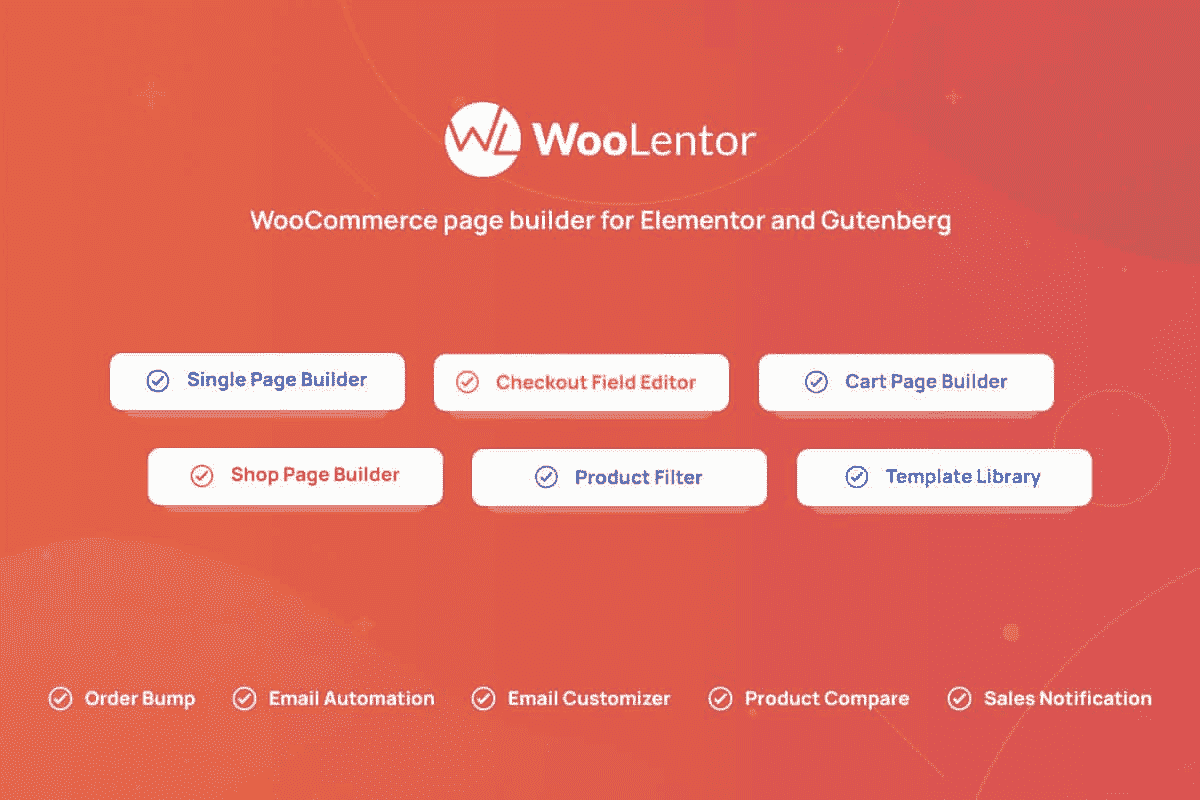 WL WooLentor
WooCommerce page builder for Elementor and Gutenberg
Single Page Builder
Checkout Field Editor
Cart Page Builder
Shop Page Builder
Product Filter
Template Library
Order Bump
Email Automation
Email Customizer
Product Compare
Sales Notification